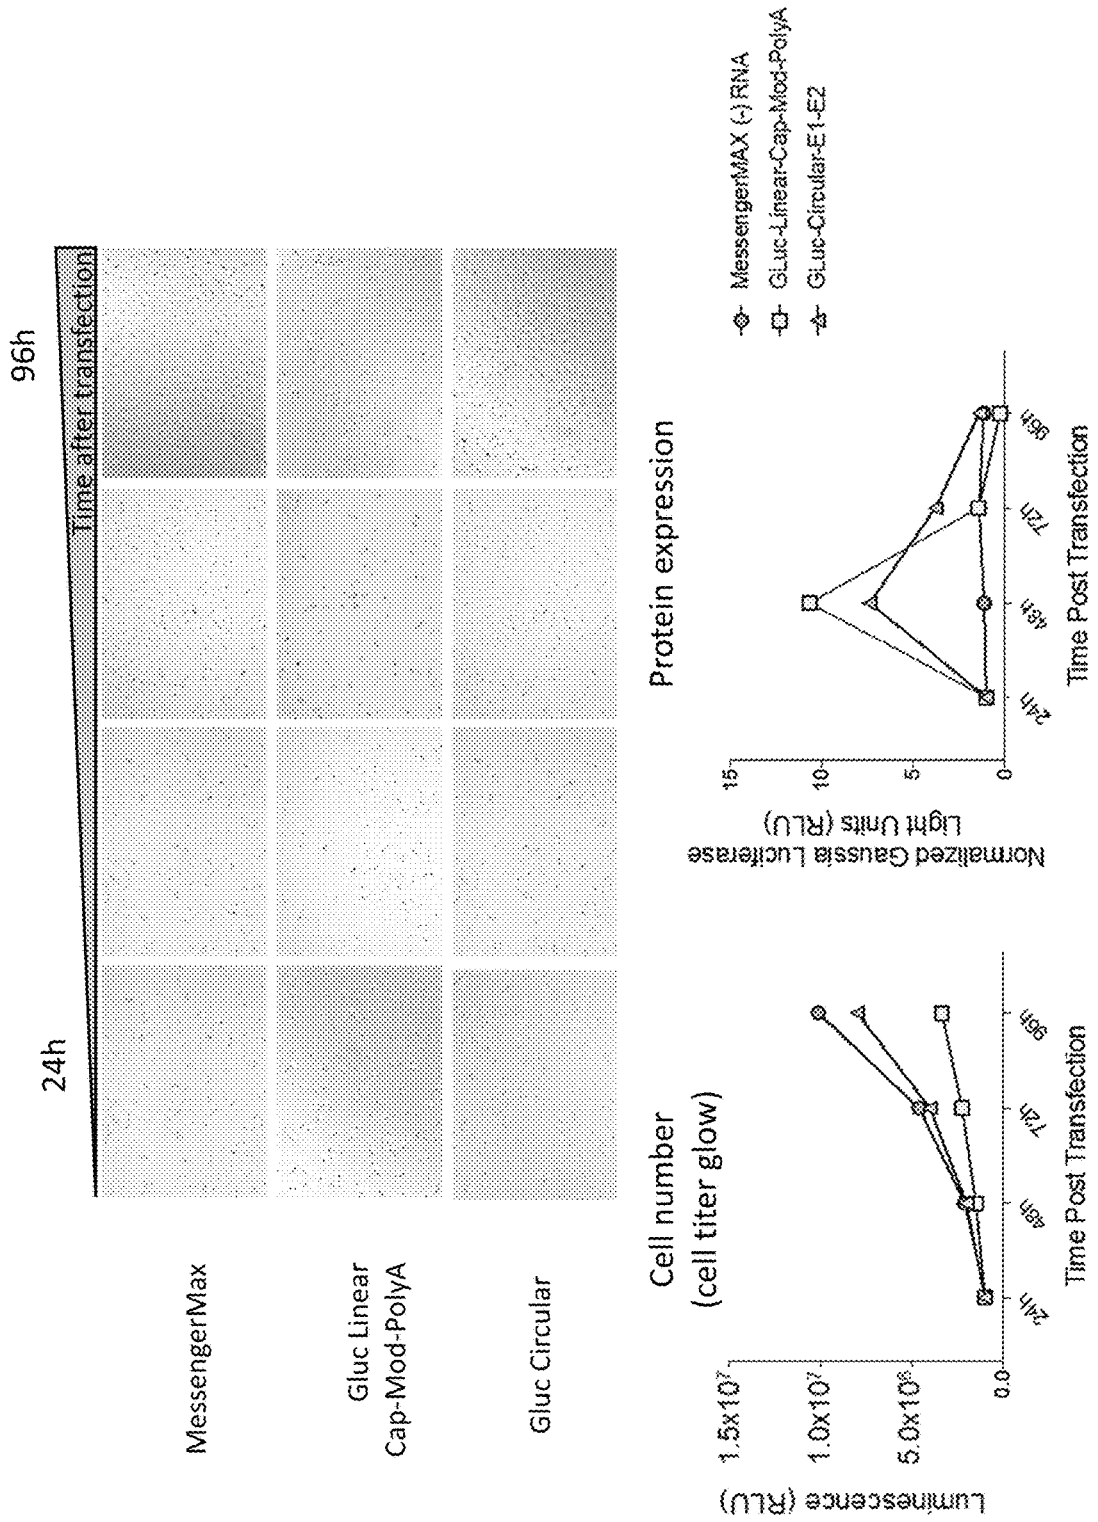 24h
96h
Time after transfection
MessengerMax
Gluc Linear
Cap-Mod-PolyA
Gluc Circular
Cell number
(cell titer glow)
Luminescence (RLU)
1.5x10⁷
1.0x10⁷
5.0x10⁶
0.0
24h
48h
72h
96h
Time Post Transfection
Protein expression
Normalized Gaussia Luciferase
Light Units (RLU)
15
10
5
0
24h
48h
72h
96h
Time Post Transfection
MessengerMAX (-) RNA
GLuc-Linear-Cap-Mod-PolyA
GLuc-Circular-E1-E2